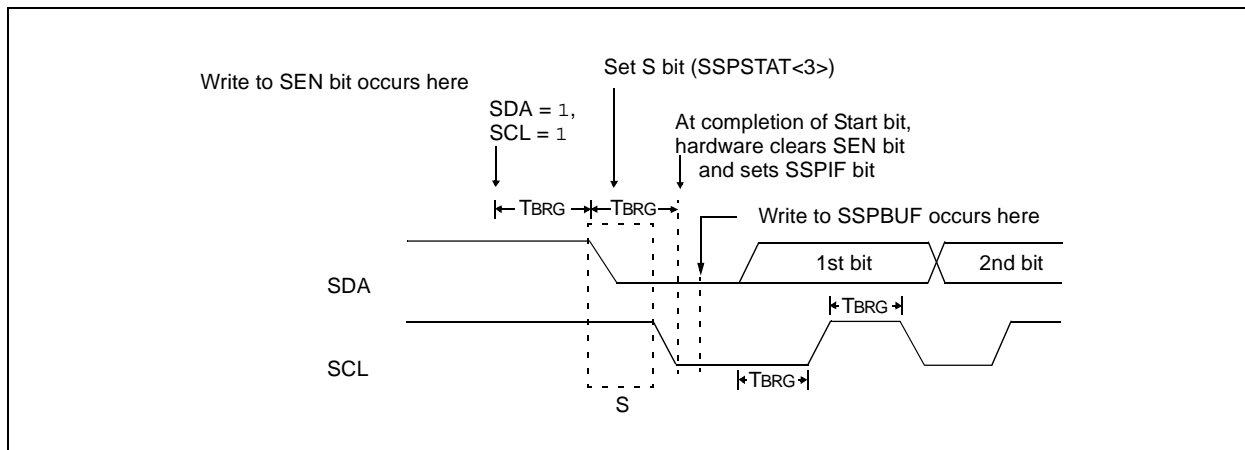 Write to SEN bit occurs here
Set S bit (SSPSTAT<3>)
SDA = 1,
SCL = 1
At completion of Start bit,
hardware clears SEN bit
and sets SSPIF bit
TBRG
TBRG
Write to SSPBUF occurs here
SDA
1st bit
2nd bit
TBRG
SCL
TBRG
S